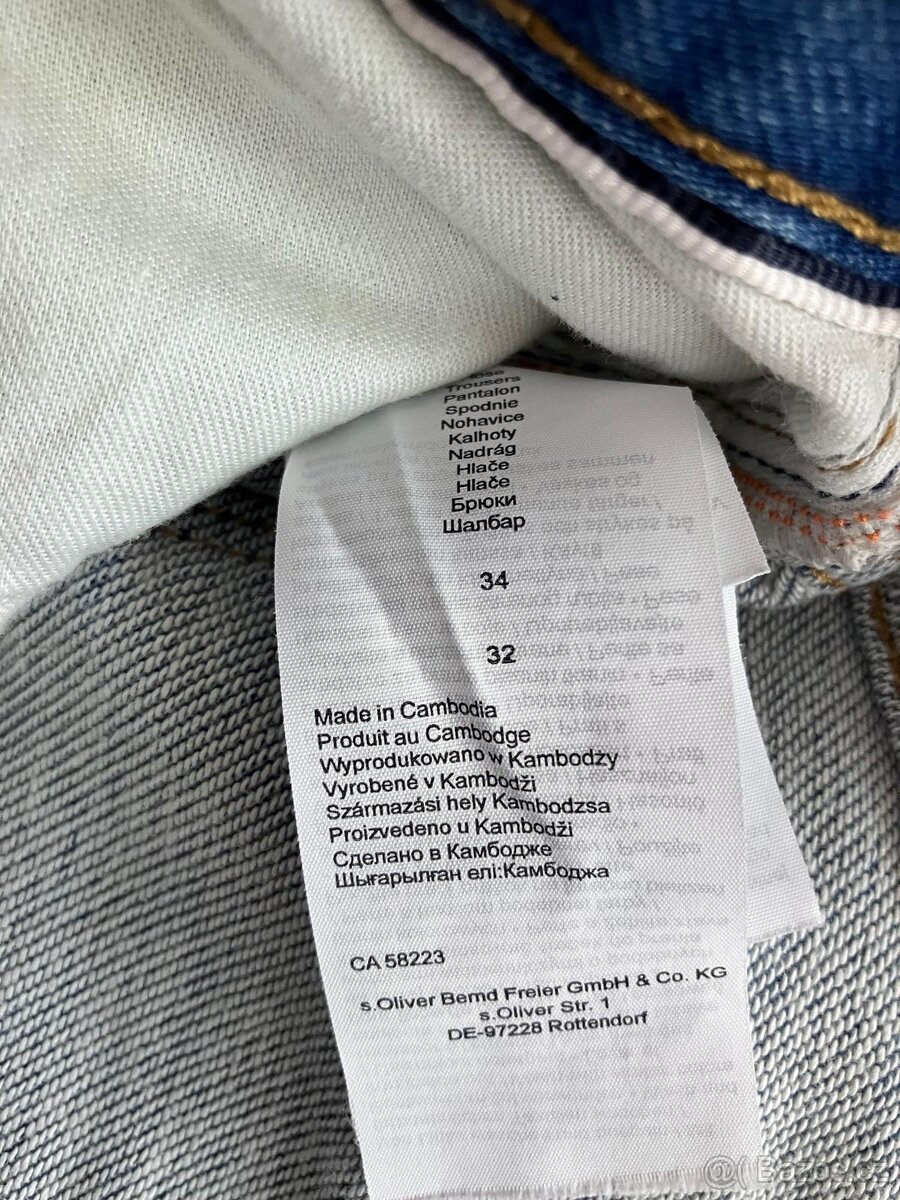 Trousers
Pantalon
Spodnie
Nohavice
Kalhoty
Nadrág
Hlače
Hlače
Брюки
Шалбар
34
32
Made in Cambodia
Produit au Cambodge
Wyprodukowano w Kambodży
Vyrobené v Kambodži
Származási hely Kambodzsa
Proizvedeno u Kambodži
Сделано в Камбодже
Шығарылған елі:Камбоджа
CA 58223
s.Oliver Bernd Freier GmbH & Co. KG
s.Oliver Str. 1
DE-97228 Rottendorf
Bazos.cz